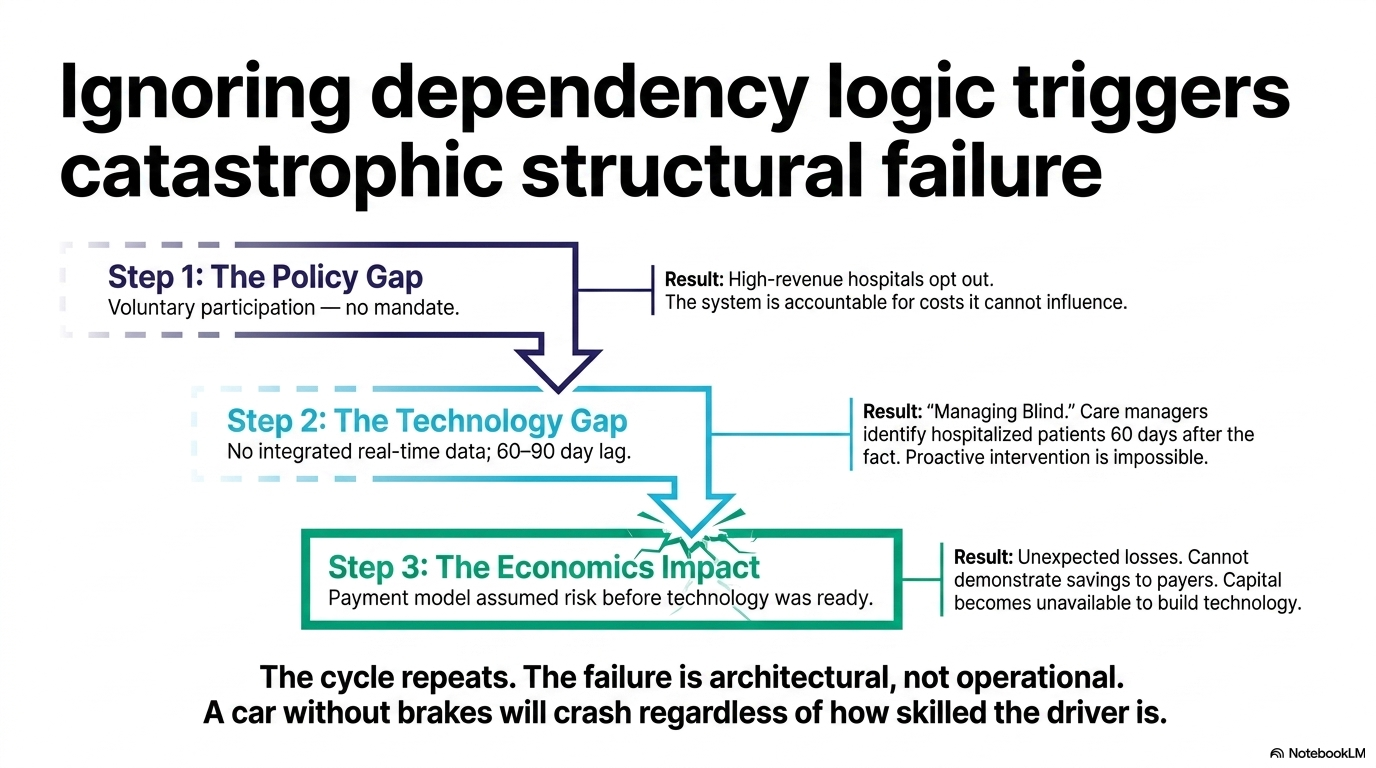 Ignoring dependency logic triggers
catastrophic structural failure
Step 1: The Policy Gap
Voluntary participation — no mandate.
Result: High-revenue hospitals opt out.
The system is accountable for costs it cannot influence.
Step 2: The Technology Gap
No integrated real-time data; 60–90 day lag.
Result: “Managing Blind.” Care managers
identify hospitalized patients 60 days after the
fact. Proactive intervention is impossible.
Step 3: The Economics Impact
Payment model assumed risk before technology was ready.
Result: Unexpected losses. Cannot
demonstrate savings to payers. Capital
becomes unavailable to build technology.
The cycle repeats. The failure is architectural, not operational.
A car without brakes will crash regardless of how skilled the driver is.
NotebookLM